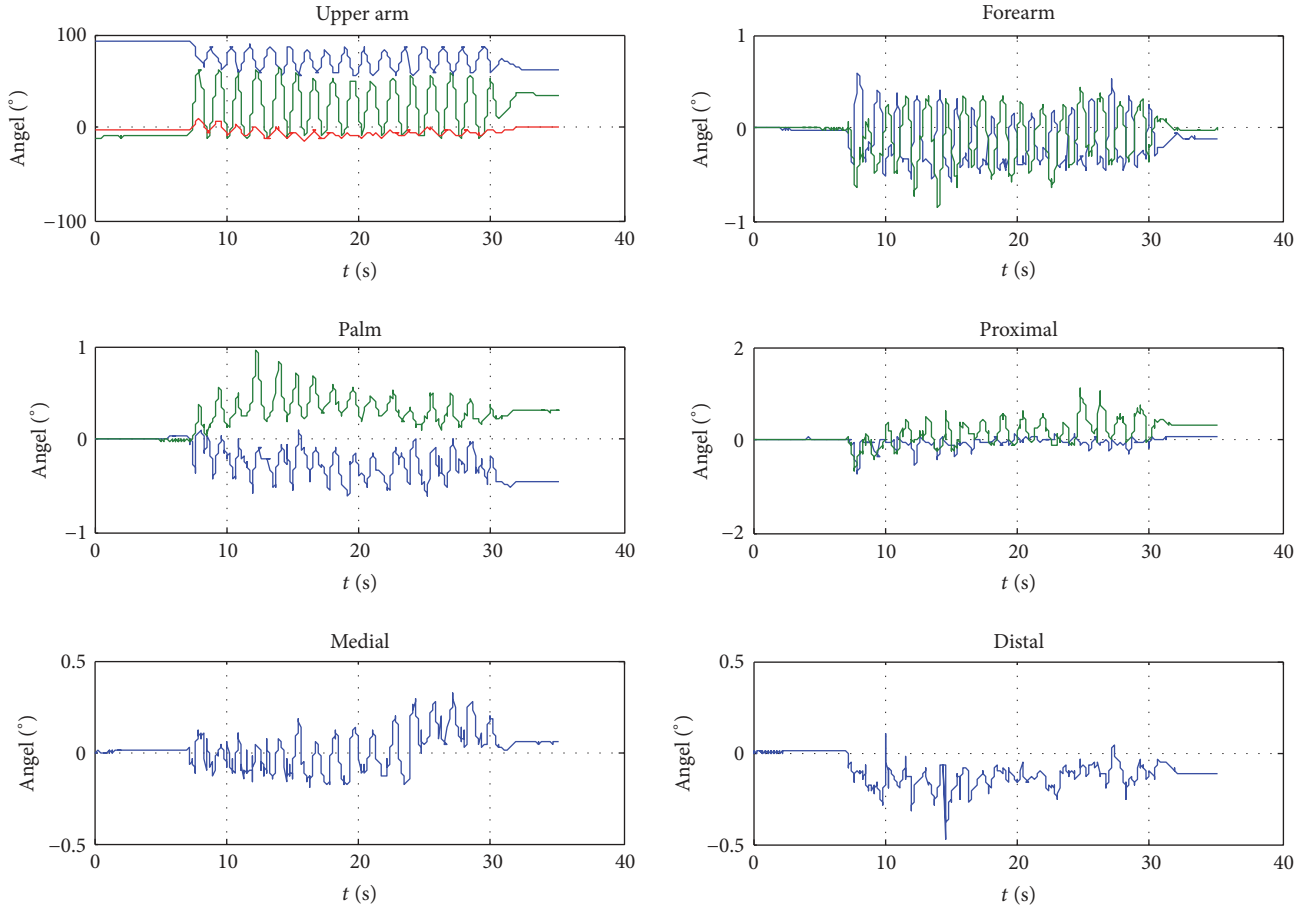 Upper arm
100
0
−100
Angel (°)
0 10 20 30 40
t (s)
Forearm
1
0
−1
Angel (°)
0 10 20 30 40
t (s)
Palm
1
0
−1
Angel (°)
0 10 20 30 40
t (s)
Proximal
2
0
−2
Angel (°)
0 10 20 30 40
t (s)
Medial
0.5
0
−0.5
Angel (°)
0 10 20 30 40
t (s)
Distal
0.5
0
−0.5
Angel (°)
0 10 20 30 40
t (s)